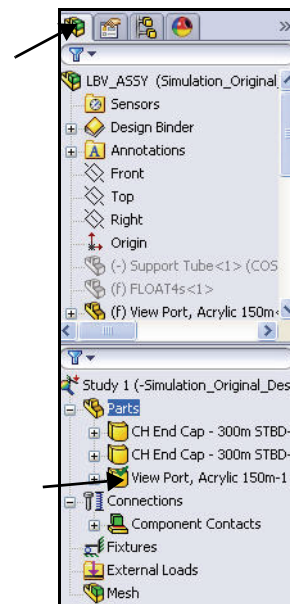 LBV_ASSY (Simulation_Original_
Sensors
Design Binder
Annotations
Front
Top
Right
Origin
(-) Support Tube<1> (COS
(f) FLOAT4s<1>
(f) View Port, Acrylic 150m<
Study 1 (-Simulation_Original_Des
Parts
CH End Cap - 300m STBD-
CH End Cap - 300m STBD-
View Port, Acrylic 150m-1
Connections
Component Contacts
Fixtures
External Loads
Mesh